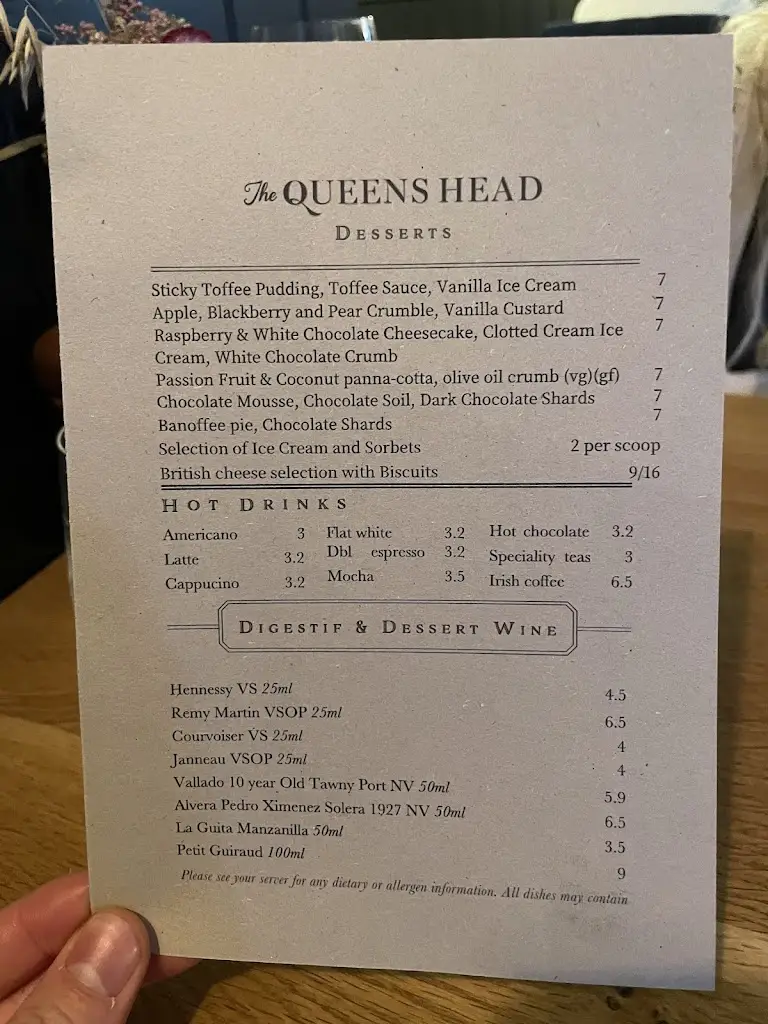 The QUEENS HEAD
DESSERTS
Sticky Toffee Pudding, Toffee Sauce, Vanilla Ice Cream 7
Apple, Blackberry and Pear Crumble, Vanilla Custard 7
Raspberry & White Chocolate Cheesecake, Clotted Cream Ice 7
Cream, White Chocolate Crumb
Passion Fruit & Coconut panna-cotta, olive oil crumb (vg)(gf) 7
Chocolate Mousse, Chocolate Soil, Dark Chocolate Shards 7
Banoffee pie, Chocolate Shards 7
Selection of Ice Cream and Sorbets 2 per scoop
British cheese selection with Biscuits 9/16
HOT DRINKS
Americano 3 Flat white 3.2 Hot chocolate 3.2
Latte 3.2 Dbl espresso 3.2 Speciality teas 3
Cappucino 3.2 Mocha 3.5 Irish coffee 6.5
DIGESTIF & DESSERT WINE
Hennessy VS 25ml 4.5
Remy Martin VSOP 25ml 6.5
Courvoiser VS 25ml 4
Janneau VSOP 25ml 4
Vallado 10 year Old Tawny Port NV 50ml 5.9
Alvera Pedro Ximenez Solera 1927 NV 50ml 6.5
La Guita Manzanilla 50ml 3.5
Petit Guiraud 100ml 9
Please see your server for any dietary or allergen information. All dishes may contain